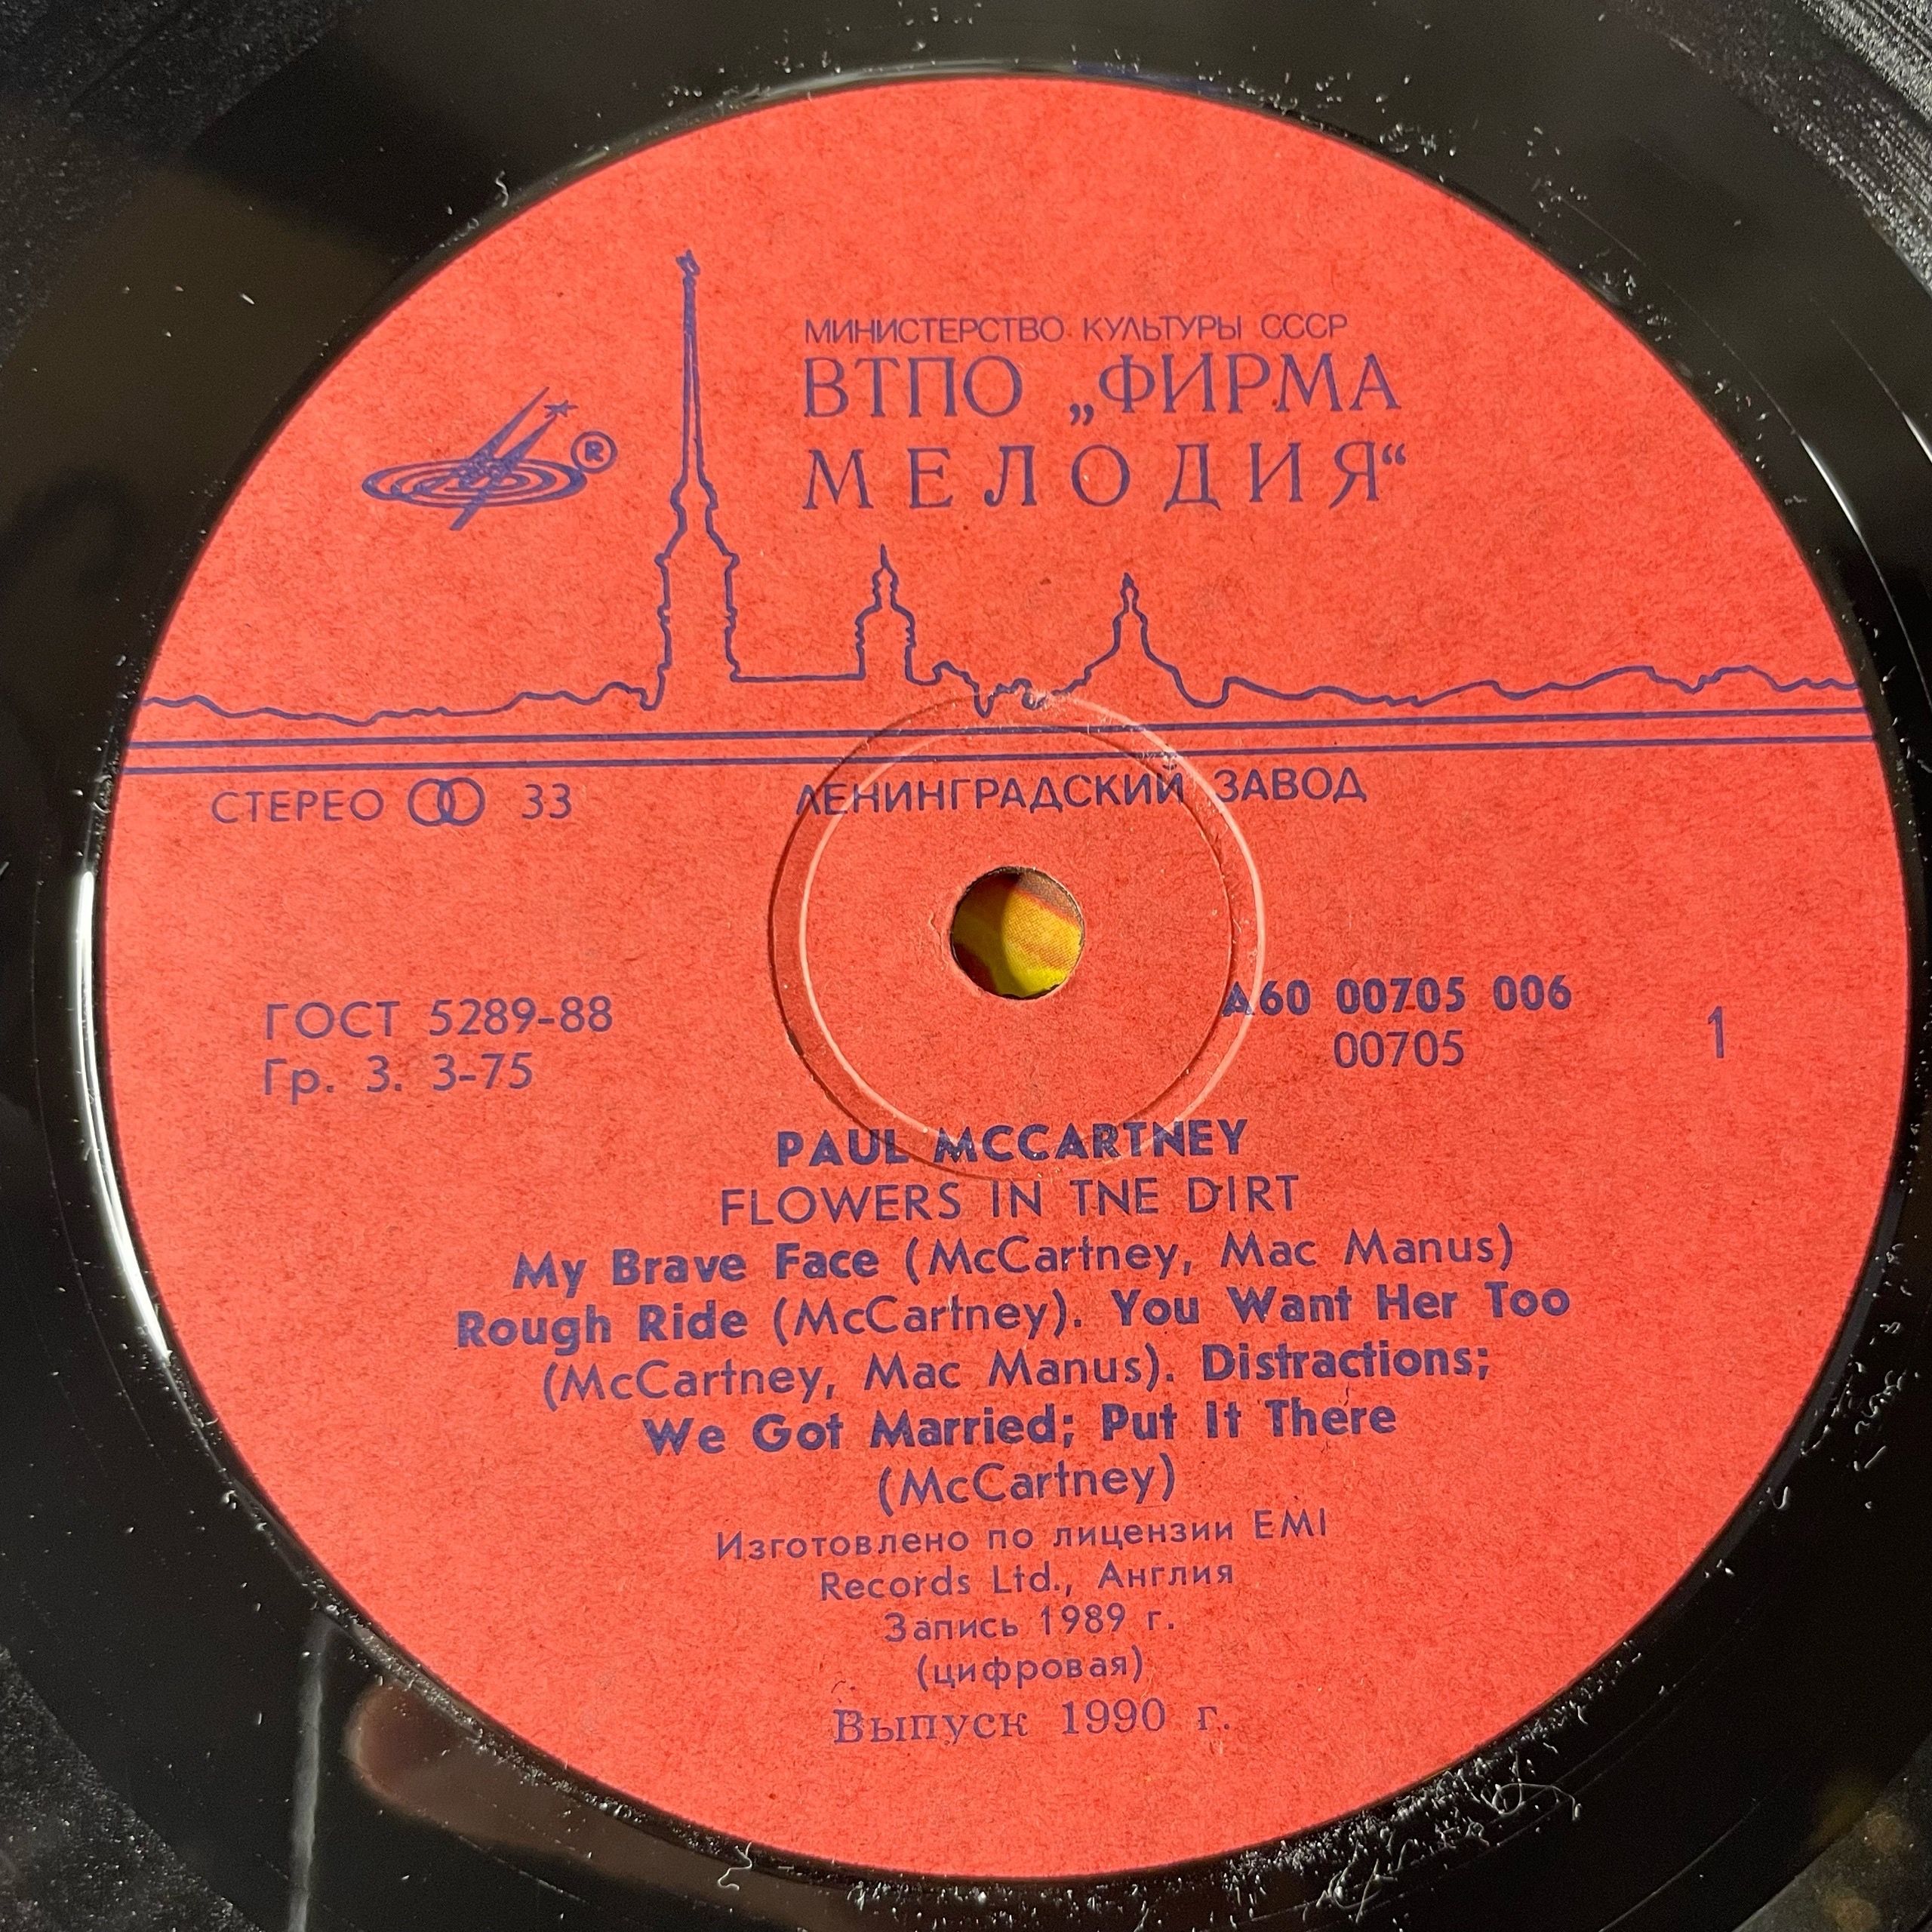 МИНИСТЕРСТВО КУЛЬТУРЫ СССР
ВТПО „ФИРМА
МЕЛОДИЯ“
®
СТЕРЕО 33
ЛЕНИНГРАДСКИЙ ЗАВОД
ГОСТ 5289-88
Гр. 3. 3-75
А60 00705 006
00705
1
PAUL MCCARTNEY
FLOWERS IN TNE DIRT
My Brave Face (McCartney, Mac Manus)
Rough Ride (McCartney). You Want Her Too
(McCartney, Mac Manus). Distractions;
We Got Married; Put It There
(McCartney)
Изготовлено по лицензии EMI
Records Ltd., Англия
Запись 1989 г.
(цифровая)
Выпуск 1990 г.